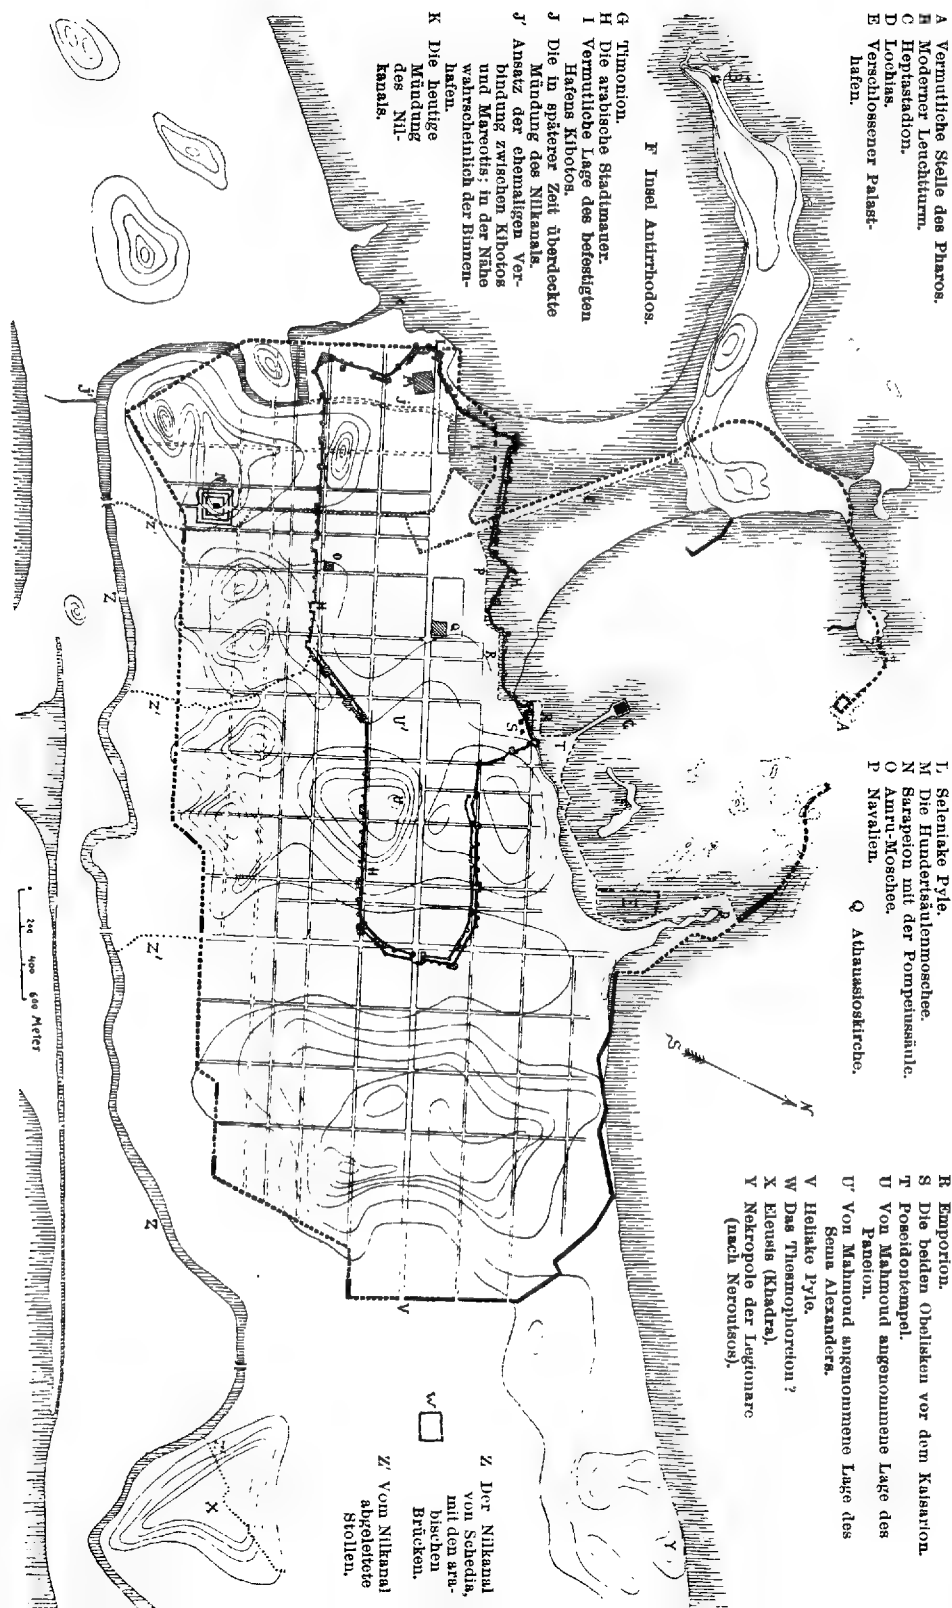 A Vermutliche Stelle des Pharos.
B Moderner Leuchtturm.
C Heptastadion.
D Lochias.
E Verschlossener Palast-
hafen.
F Insel Antirrhodos.
G Timonion.
H Die arabische Stadtmauer.
I Vermutliche Lage des befestigten
Hafens Kibotos.
J Die in späterer Zeit überdeckte
Mündung des Nilkanals.
J' Ansatz der ehemaligen Ver-
bindung zwischen Kibotos
und Mareotis; in der Nähe
wahrscheinlich der Binnen-
hafen.
K Die heutige
Mündung
des Nil-
kanals.
L Seleniake Pyle.
M Die Hundertsäulenmoschee.
N Sarapeion mit der Pompeiussäule.
O Amru-Moschee.
P Navalien.
Q Athanasioskirche.
R Emporion.
S Die beiden Obelisken vor dem Kaisarion.
T Poseidontempel.
U Von Mahmoud angenommene Lage des
Paneion.
U' Von Mahmoud angenommene Lage des
Sema Alexanders.
V Heliake Pyle.
W Das Thesmophoreion?
X Eleusis (Khadra).
Y Nekropole der Legionare
(nach Neroutsos).
Z Der Nilkanal
von Schedia,
mit den ara-
bischen
Brücken.
Z' Vom Nilkanal
abgeleitete
Stollen.
A
B
G
T
S
R
R
P
Q
H
J
J'
N
O
U'
U
H
Z
Z'
Z'
Z
V
W
X
Y
N
S
0 200 400 600 Meter